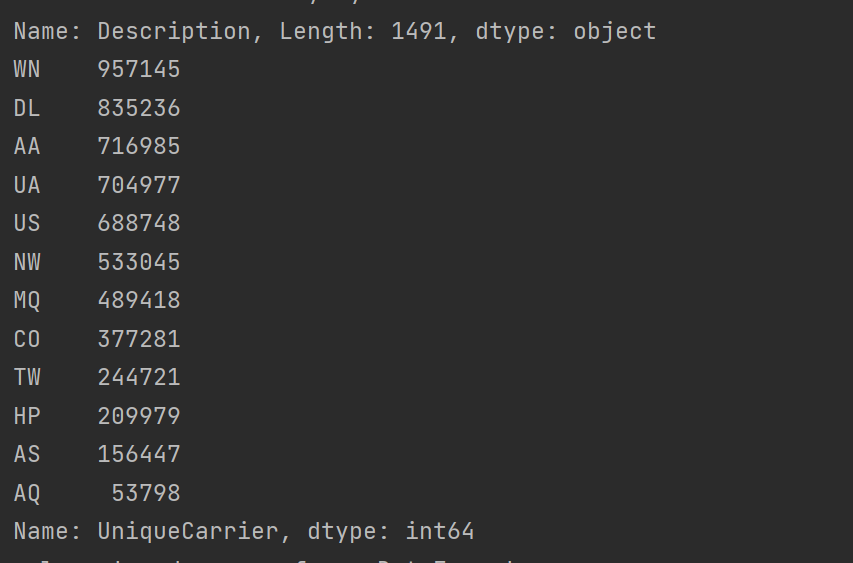 Name: Description, Length: 1491, dtype: object
WN    957145
DL    835236
AA    716985
UA    704977
US    688748
NW    533045
MQ    489418
CO    377281
TW    244721
HP    209979
AS    156447
AQ     53798
Name: UniqueCarrier, dtype: int64